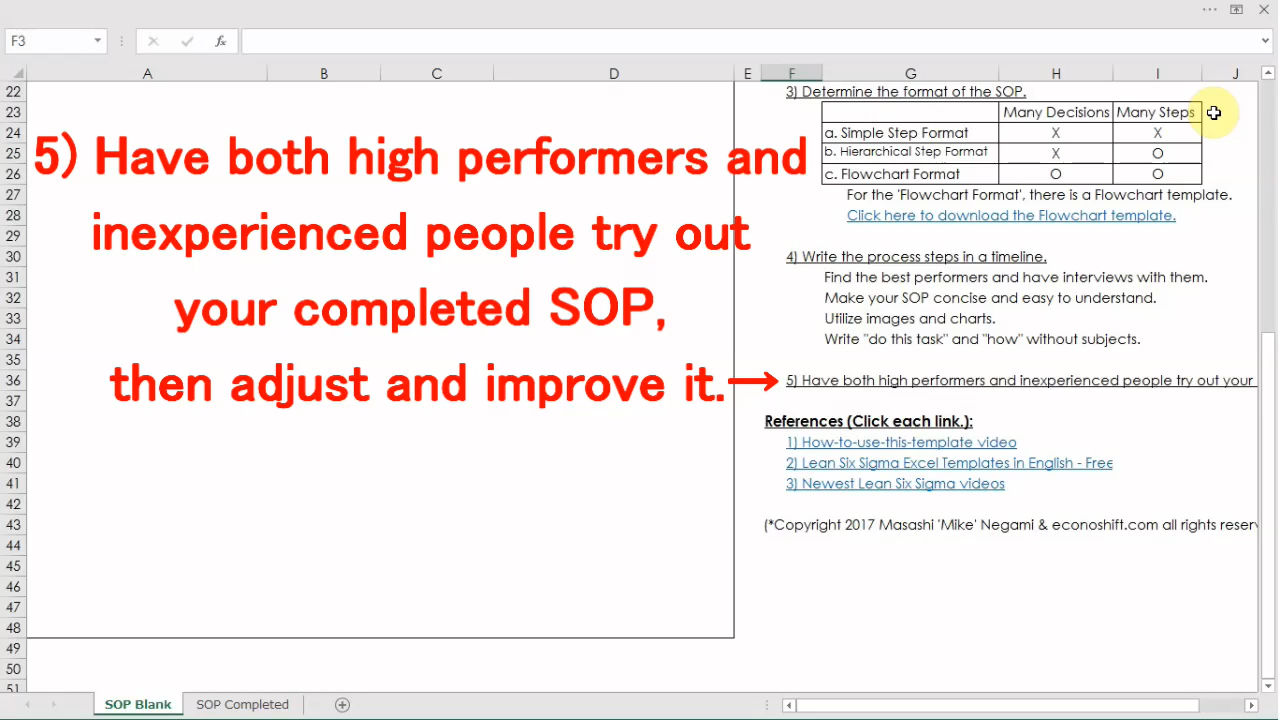 F3
fx
A B C D E F G H I J
22 3) Determine the format of the SOP.
23 Many Decisions Many Steps
24 a. Simple Step Format X X
25 b. Hierarchical Step Format X O
26 c. Flowchart Format O O
27 For the 'Flowchart Format', there is a Flowchart template.
28 Click here to download the Flowchart template.
29
30 4) Write the process steps in a timeline.
31 Find the best performers and have interviews with them.
32 Make your SOP concise and easy to understand.
33 Utilize images and charts.
34 Write "do this task" and "how" without subjects.
35
36 5) Have both high performers and inexperienced people try out your
37
38 References (Click each link.):
39 1) How-to-use-this-template video
40 2) Lean Six Sigma Excel Templates in English - Free
41 3) Newest Lean Six Sigma videos
42
43 (*Copyright 2017 Masashi 'Mike' Negami & econoshift.com all rights reserv
44
45
46
47
48
49
50
51
5) Have both high performers and
inexperienced people try out
your completed SOP,
then adjust and improve it.→
SOP Blank SOP Completed